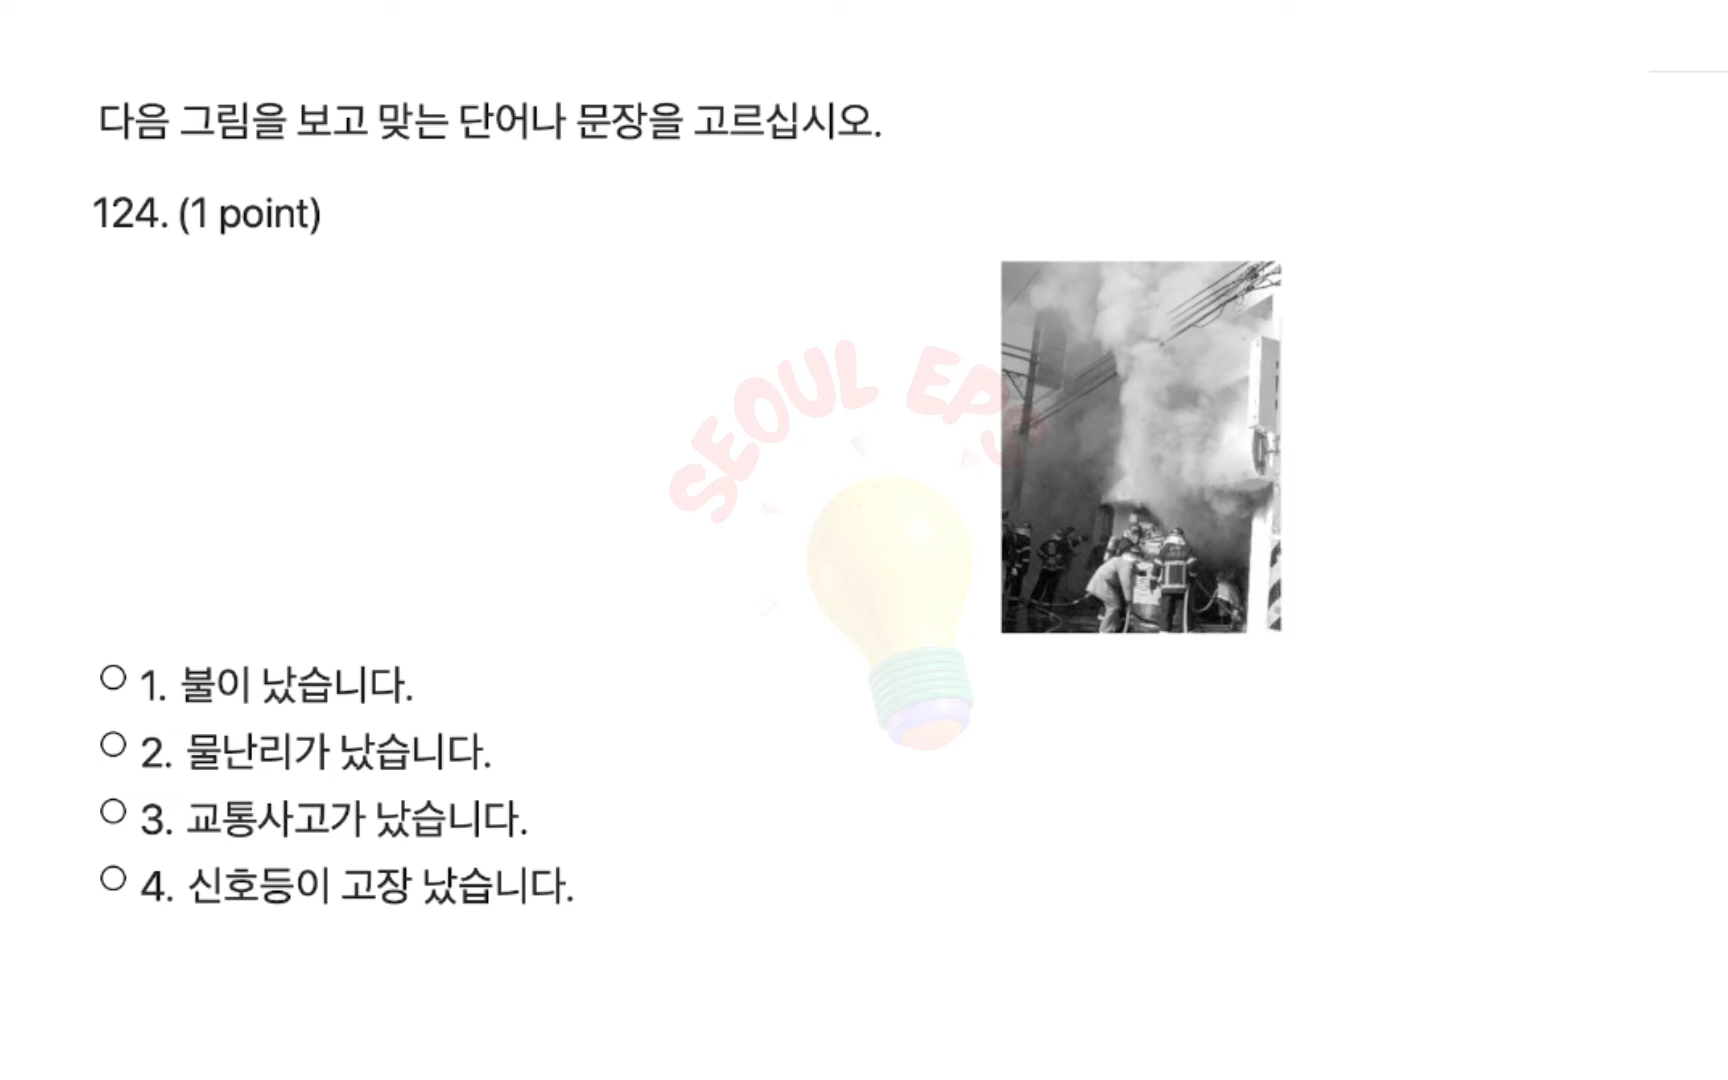 다음 그림을 보고 맞는 단어나 문장을 고르십시오.
124. (1 point)
SEOUL EPS
1. 불이 났습니다.
2. 물난리가 났습니다.
3. 교통사고가 났습니다.
4. 신호등이 고장 났습니다.